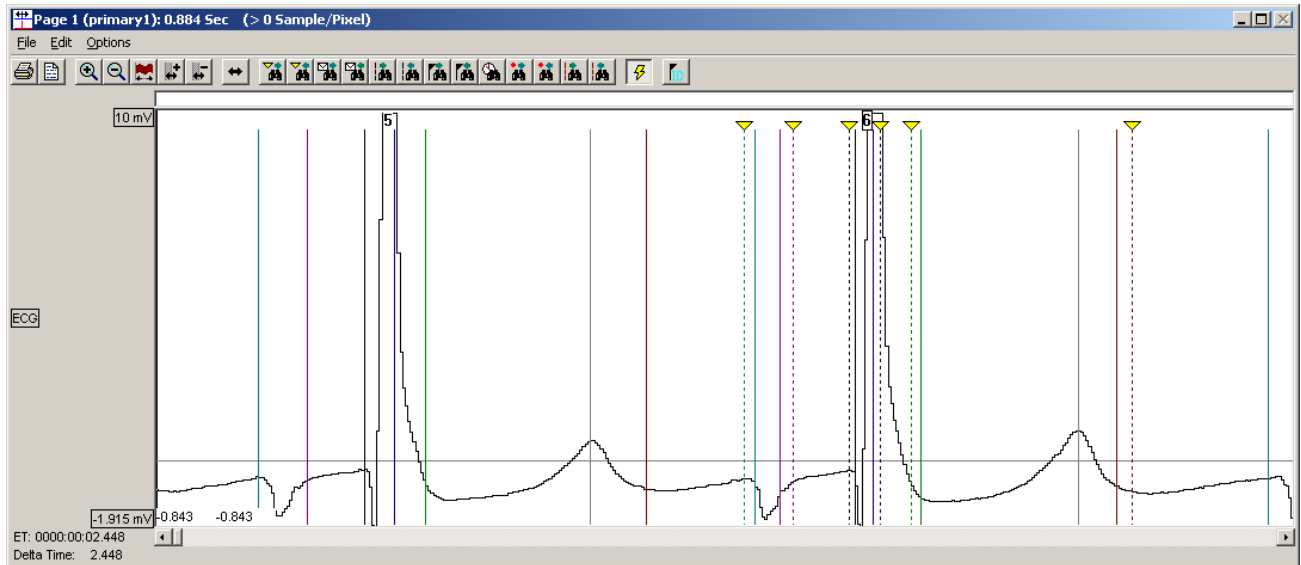 Page 1 (primary1): 0.884 Sec (> 0 Sample/Pixel)
File Edit Options
ID
10 mV
5 6
ECG
-1.915 mV -0.843 -0.843
ET: 0000:00:02.448
Delta Time: 2.448